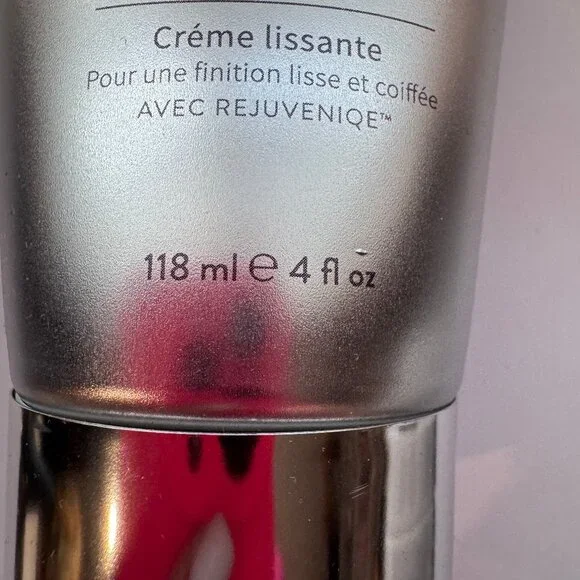 Créme lissante
Pour une finition lisse et coiffée
AVEC REJUVENIQE™
118 ml ℮ 4 fl oz